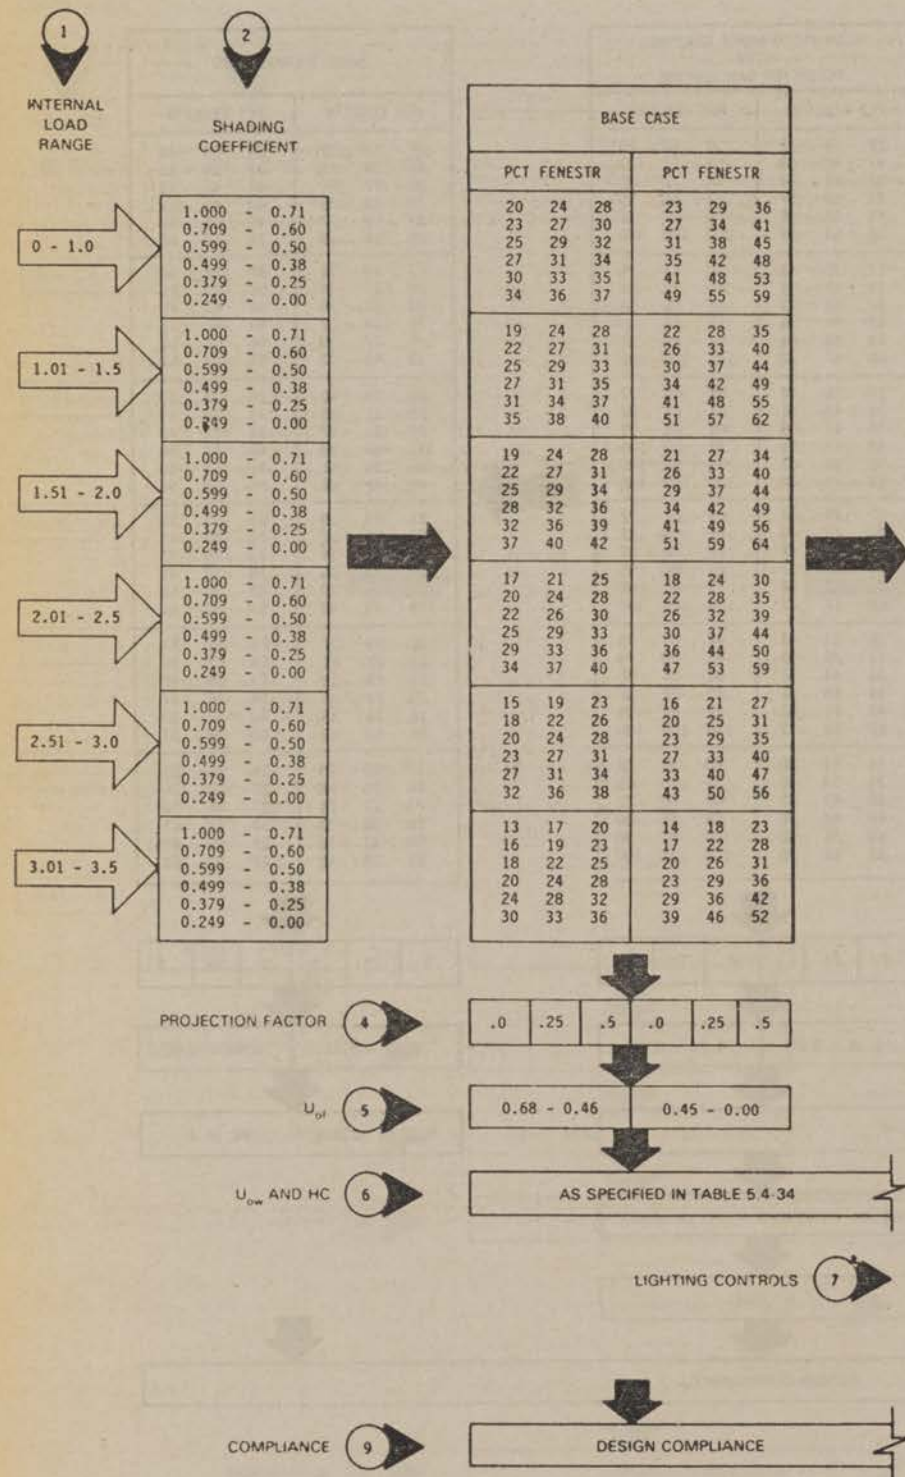 1
2
INTERNAL
LOAD
RANGE
SHADING
COEFFICIENT
BASE CASE
PCT FENESTR PCT FENESTR
0 - 1.0
1.000 - 0.71 20 24 28 23 29 36
0.709 - 0.60 23 27 30 27 34 41
0.599 - 0.50 25 29 32 31 38 45
0.499 - 0.38 27 31 34 35 42 48
0.379 - 0.25 30 33 35 41 48 53
0.249 - 0.00 34 36 37 49 55 59
1.01 - 1.5
1.000 - 0.71 19 24 28 22 28 35
0.709 - 0.60 22 27 31 26 33 40
0.599 - 0.50 25 29 33 30 37 44
0.499 - 0.38 27 31 35 34 42 49
0.379 - 0.25 31 34 37 41 48 55
0.249 - 0.00 35 38 40 51 57 62
1.51 - 2.0
1.000 - 0.71 19 24 28 21 27 34
0.709 - 0.60 22 27 31 26 33 40
0.599 - 0.50 25 29 34 29 37 44
0.499 - 0.38 28 32 36 34 42 49
0.379 - 0.25 32 36 39 41 49 56
0.249 - 0.00 37 40 42 51 59 64
2.01 - 2.5
1.000 - 0.71 17 21 25 18 24 30
0.709 - 0.60 20 24 28 22 28 35
0.599 - 0.50 22 26 30 26 32 39
0.499 - 0.38 25 29 33 30 37 44
0.379 - 0.25 29 33 36 36 44 50
0.249 - 0.00 34 37 40 47 53 59
2.51 - 3.0
1.000 - 0.71 15 19 23 16 21 27
0.709 - 0.60 18 22 26 20 25 31
0.599 - 0.50 20 24 28 23 29 35
0.499 - 0.38 23 27 31 27 33 40
0.379 - 0.25 27 31 34 33 40 47
0.249 - 0.00 32 36 38 43 50 56
3.01 - 3.5
1.000 - 0.71 13 17 20 14 18 23
0.709 - 0.60 16 19 23 17 22 28
0.599 - 0.50 18 22 25 20 26 31
0.499 - 0.38 20 24 28 23 29 36
0.379 - 0.25 24 28 32 29 36 42
0.249 - 0.00 30 33 36 39 46 52
PROJECTION FACTOR 4 .0 .25 .5 .0 .25 .5
Uof 5 0.68 - 0.46 0.45 - 0.00
Uow AND HC 6 AS SPECIFIED IN TABLE 5.4-34
LIGHTING CONTROLS 7
COMPLIANCE 9 DESIGN COMPLIANCE